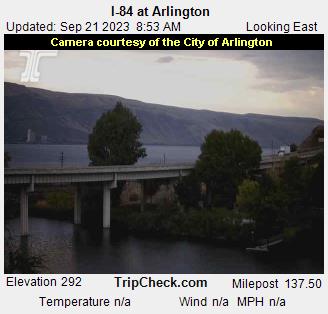 I-84 at Arlington
Updated: Sep 21 2023 8:53 AM Looking East
Camera courtesy of the City of Arlington
Elevation 292 TripCheck.com Milepost 137.50
Temperature n/a Wind n/a MPH n/a